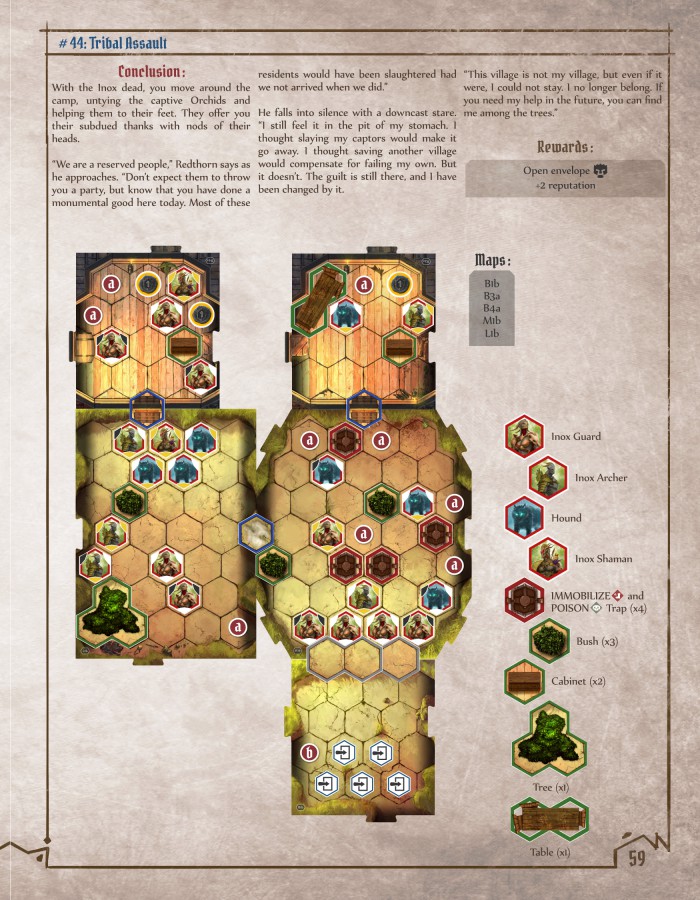 # 44: Tribal Assault
Conclusion:
With the Inox dead, you move around the
camp, untying the captive Orchids and
helping them to their feet. They offer you
their subdued thanks with nods of their
heads.
“We are a reserved people,” Redthorn says as
he approaches. “Don’t expect them to throw
you a party, but know that you have done a
monumental good here today. Most of these
residents would have been slaughtered had
we not arrived when we did.”
He falls into silence with a downcast stare.
“I still feel it in the pit of my stomach. I
thought slaying my captors would make it
go away. I thought saving another village
would compensate for failing my own. But
it doesn’t. The guilt is still there, and I have
been changed by it.
“This village is not my village, but even if it
were, I could not stay. I no longer belong. If
you need my help in the future, you can find
me among the trees.”
Rewards:
Open envelope
+2 reputation
Maps:
B1b
B3a
B4a
M1b
L1b
a
a
a
a
a
a
a
a
a
b
Inox Guard
Inox Archer
Hound
Inox Shaman
IMMOBILIZE and
POISON Trap (x4)
Bush (x3)
Cabinet (x2)
Tree (x1)
Table (x1)
59